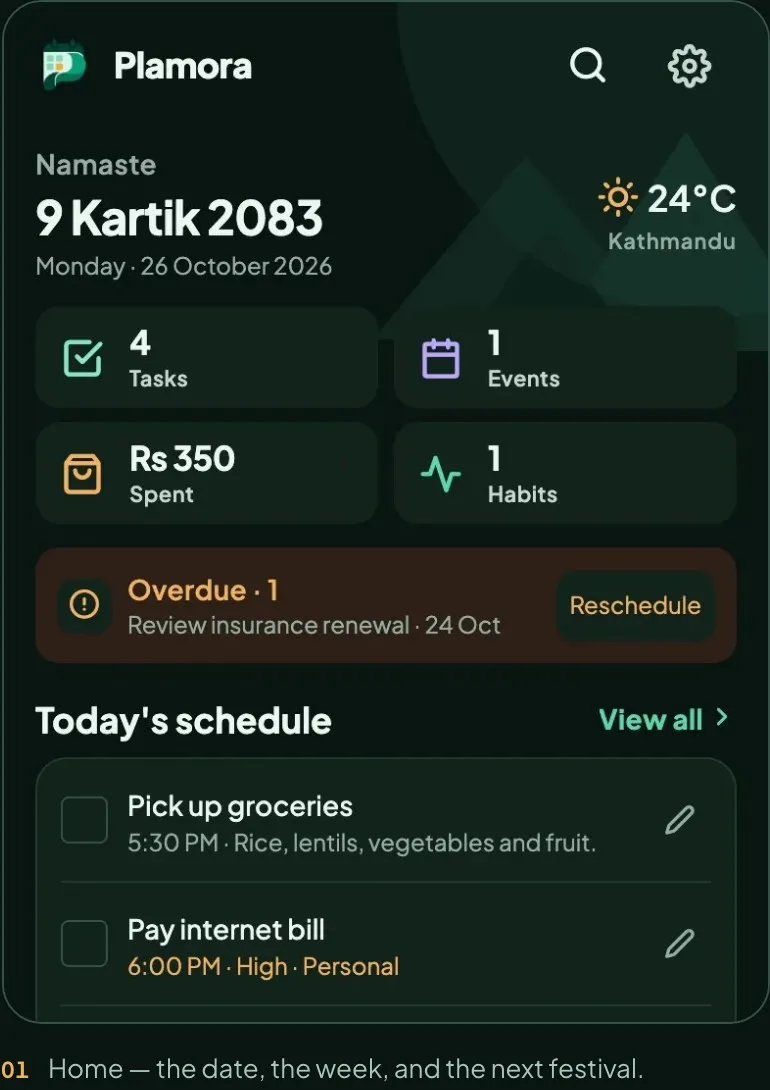 Plamora
Namaste
9 Kartik 2083
Monday · 26 October 2026
24°C
Kathmandu
4
Tasks
1
Events
Rs 350
Spent
1
Habits
Overdue · 1
Review insurance renewal · 24 Oct
Reschedule
Today's schedule
View all
Pick up groceries
5:30 PM · Rice, lentils, vegetables and fruit.
Pay internet bill
6:00 PM · High · Personal
01 Home — the date, the week, and the next festival.